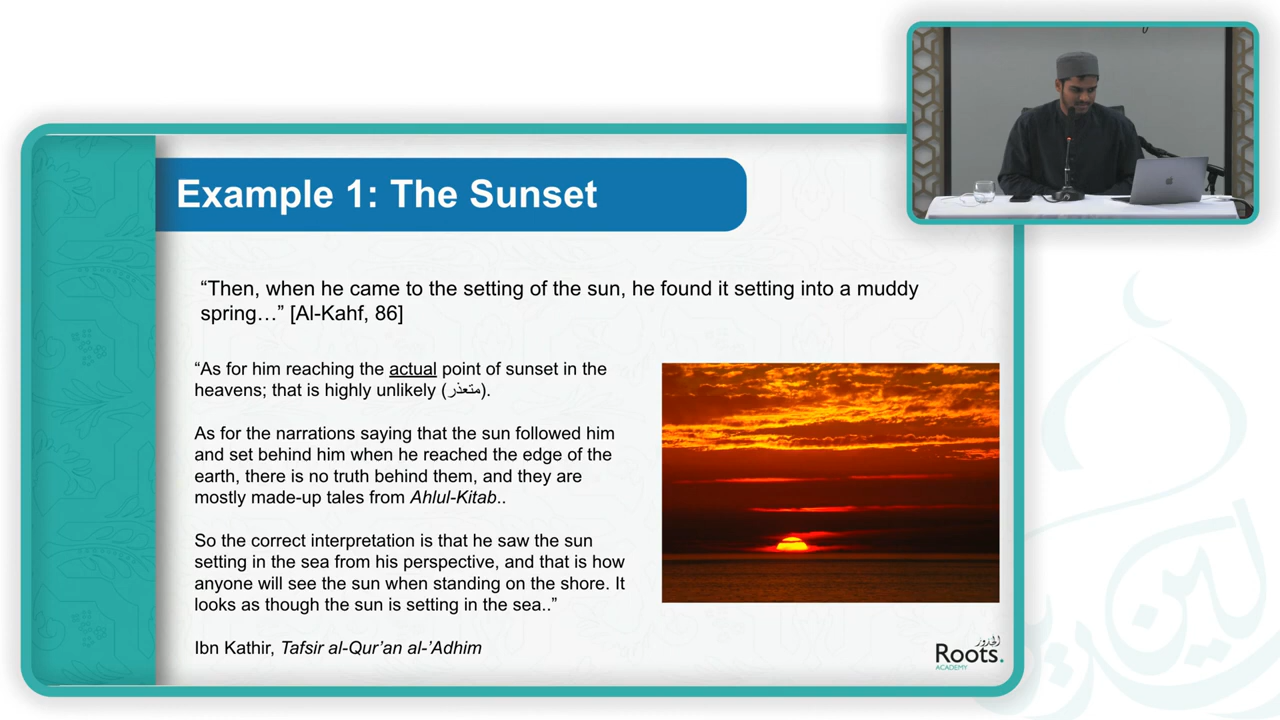 Example 1: The Sunset
“Then, when he came to the setting of the sun, he found it setting into a muddy
spring…” [Al-Kahf, 86]
“As for him reaching the actual point of sunset in the
heavens; that is highly unlikely (متعذر).
As for the narrations saying that the sun followed him
and set behind him when he reached the edge of the
earth, there is no truth behind them, and they are
mostly made-up tales from Ahlul-Kitab..
So the correct interpretation is that he saw the sun
setting in the sea from his perspective, and that is how
anyone will see the sun when standing on the shore. It
looks as though the sun is setting in the sea..”
Ibn Kathir, Tafsir al-Qur’an al-’Adhim
الجذور
Roots.
ACADEMY